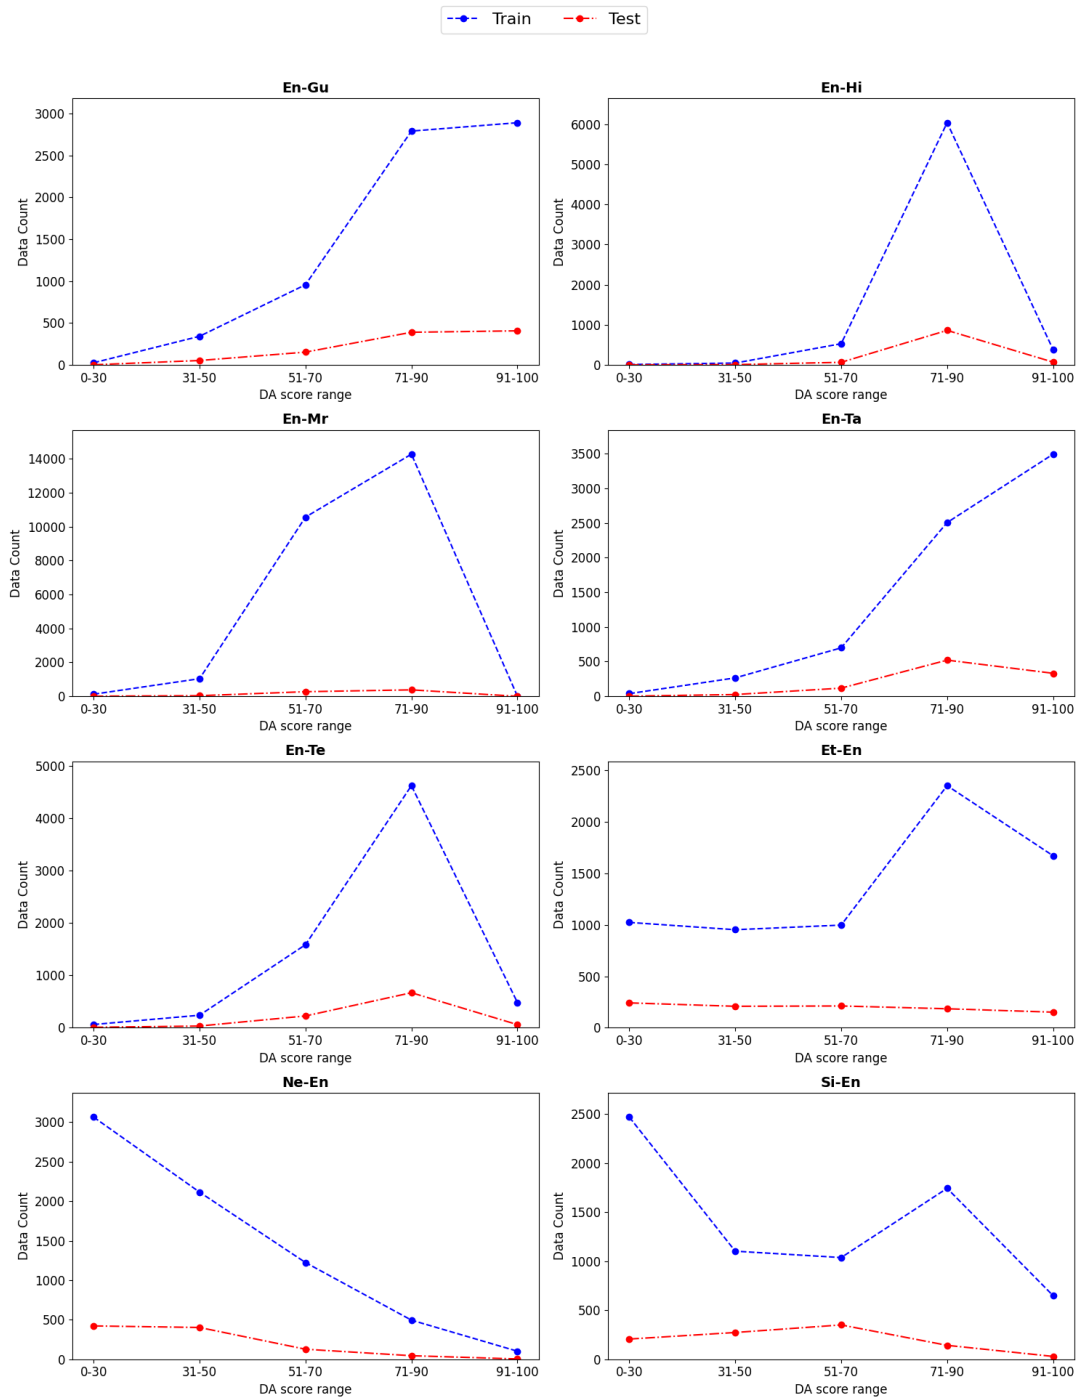 Train Test
En-Gu
3000
2500
2000
1500
1000
500
0
Data Count
0-30 31-50 51-70 71-90 91-100
DA score range
En-Hi
6000
5000
4000
3000
2000
1000
0
Data Count
0-30 31-50 51-70 71-90 91-100
DA score range
En-Mr
14000
12000
10000
8000
6000
4000
2000
0
Data Count
0-30 31-50 51-70 71-90 91-100
DA score range
En-Ta
3500
3000
2500
2000
1500
1000
500
0
Data Count
0-30 31-50 51-70 71-90 91-100
DA score range
En-Te
5000
4000
3000
2000
1000
0
Data Count
0-30 31-50 51-70 71-90 91-100
DA score range
Et-En
2500
2000
1500
1000
500
0
Data Count
0-30 31-50 51-70 71-90 91-100
DA score range
Ne-En
3000
2500
2000
1500
1000
500
0
Data Count
0-30 31-50 51-70 71-90 91-100
DA score range
Si-En
2500
2000
1500
1000
500
0
Data Count
0-30 31-50 51-70 71-90 91-100
DA score range